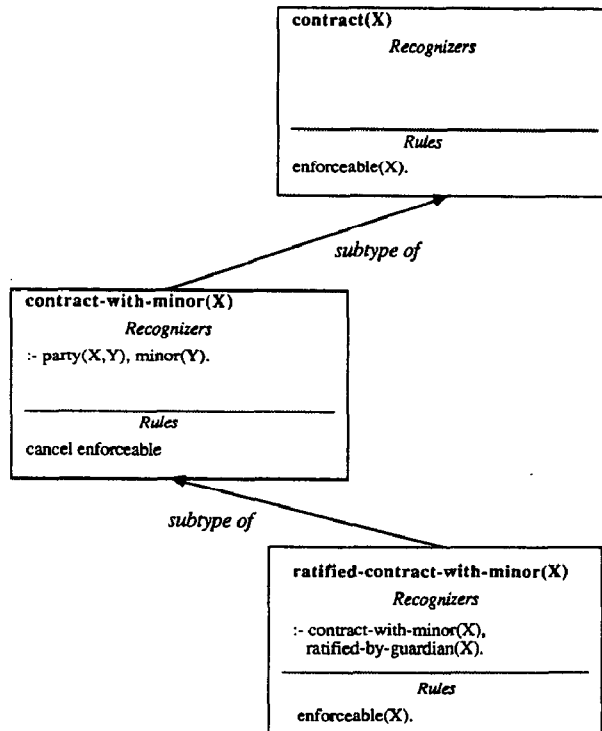 contract(X)
Recognizers
Rules
enforceable(X).
subtype of
contract-with-minor(X)
Recognizers
:- party(X,Y), minor(Y).
Rules
cancel enforceable
subtype of
ratified-contract-with-minor(X)
Recognizers
:- contract-with-minor(X),
ratified-by-guardian(X).
Rules
enforceable(X).